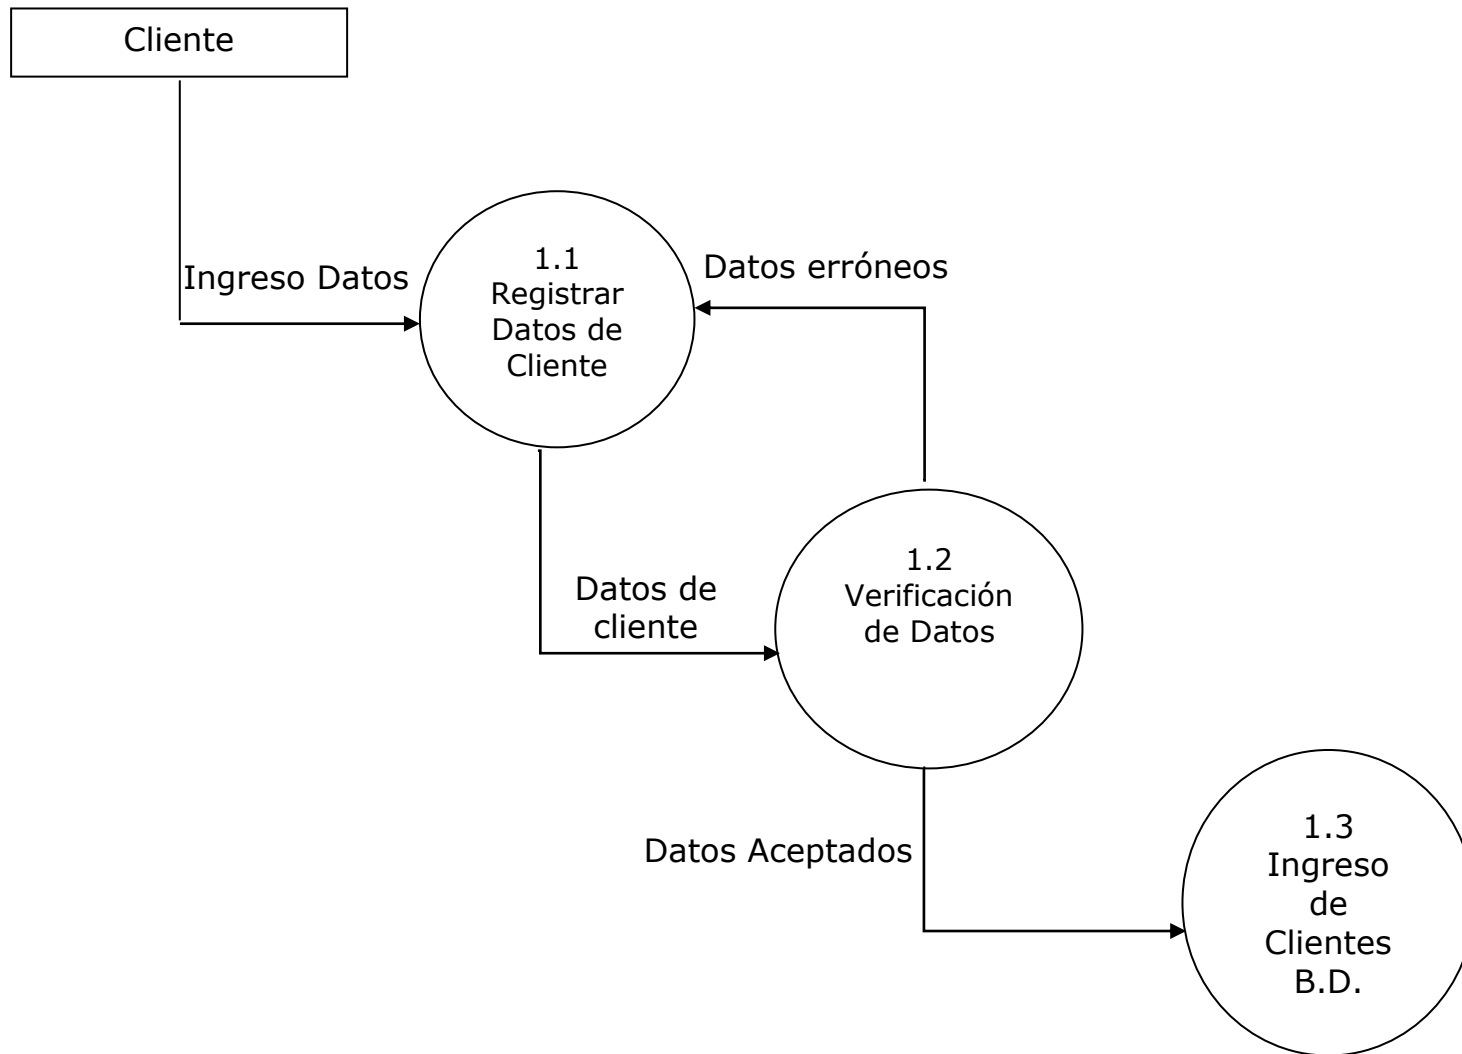 Cliente
Ingreso Datos
1.1
Registrar
Datos de
Cliente
Datos erróneos
Datos de
cliente
1.2
Verificación
de Datos
Datos Aceptados
1.3
Ingreso
de
Clientes
B.D.